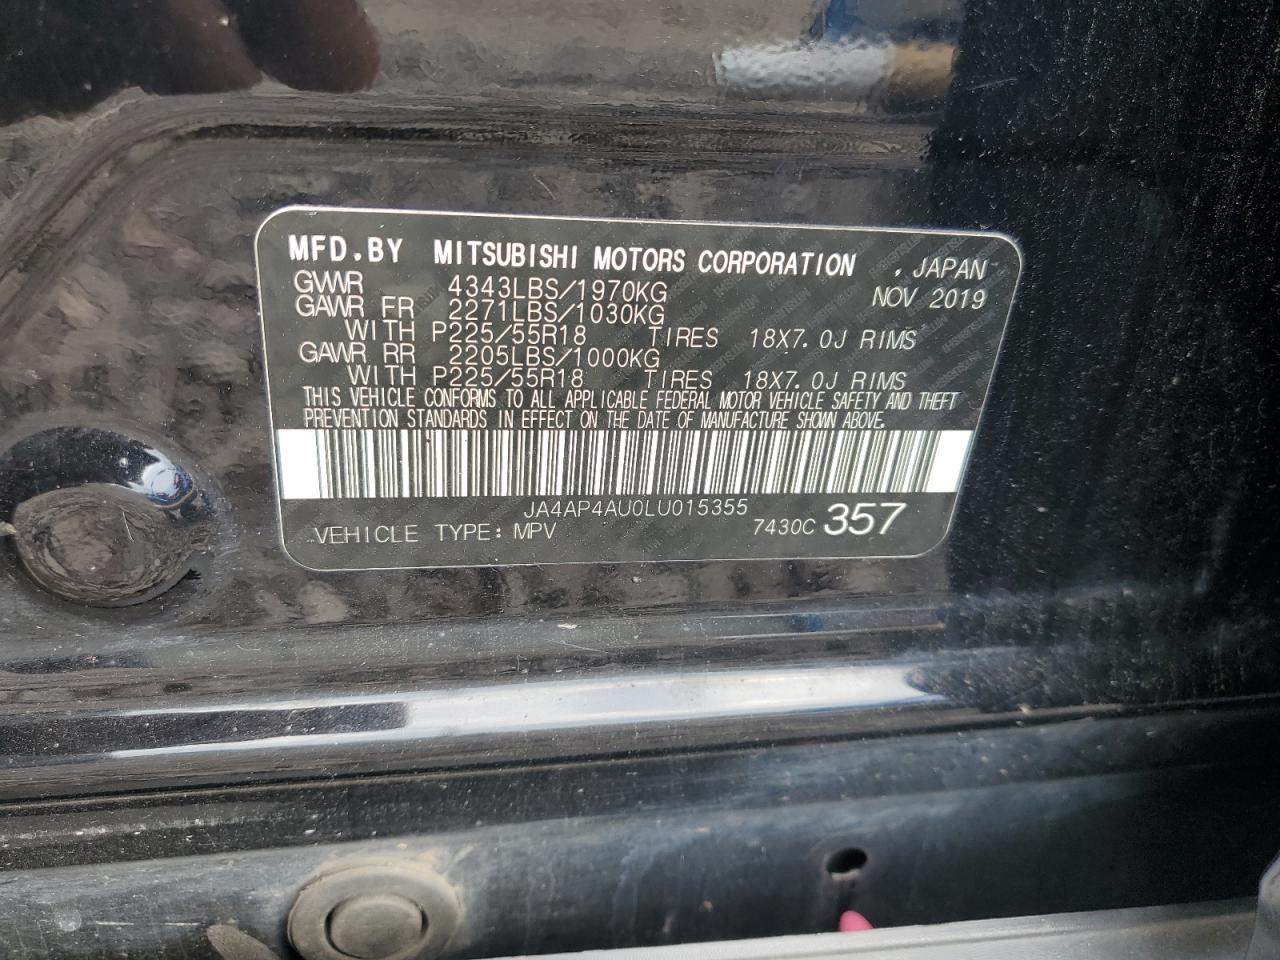 MFD.BY MITSUBISHI MOTORS CORPORATION , JAPAN
GVWR 4343LBS/1970KG NOV 2019
GAWR FR 2271LBS/1030KG
WITH P225/55R18 TIRES 18X7.0J RIMS
GAWR RR 2205LBS/1000KG
WITH P225/55R18 TIRES 18X7.0J RIMS
THIS VEHICLE CONFORMS TO ALL APPLICABLE FEDERAL MOTOR VEHICLE SAFETY AND THEFT
PREVENTION STANDARDS IN EFFECT ON THE DATE OF MANUFACTURE SHOWN ABOVE.
JA4AP4AU0LU015355
VEHICLE TYPE: MPV 7430C 357